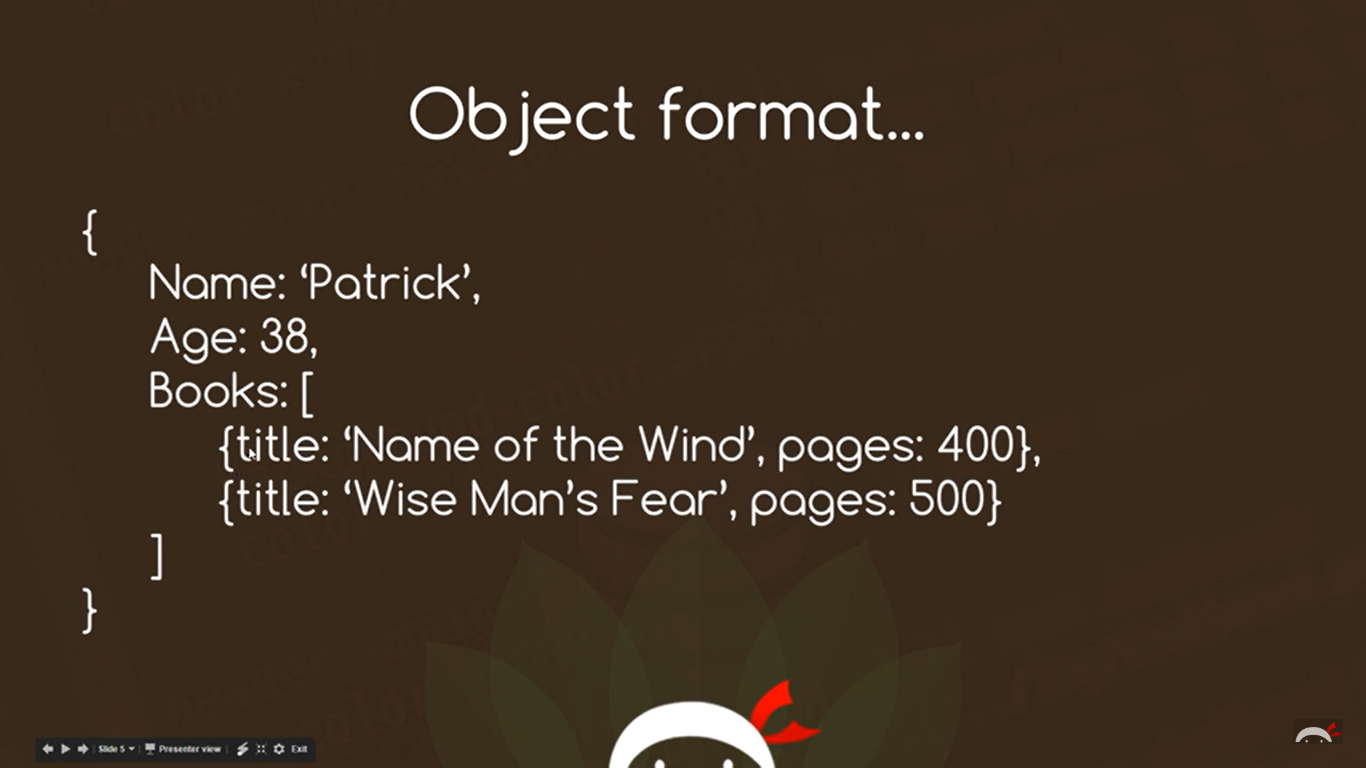 Object format...
{
Name: ‘Patrick’,
Age: 38,
Books: [
{title: ‘Name of the Wind’, pages: 400},
{title: ‘Wise Man’s Fear’, pages: 500}
]
}
Slide 5 Presenter view Exit